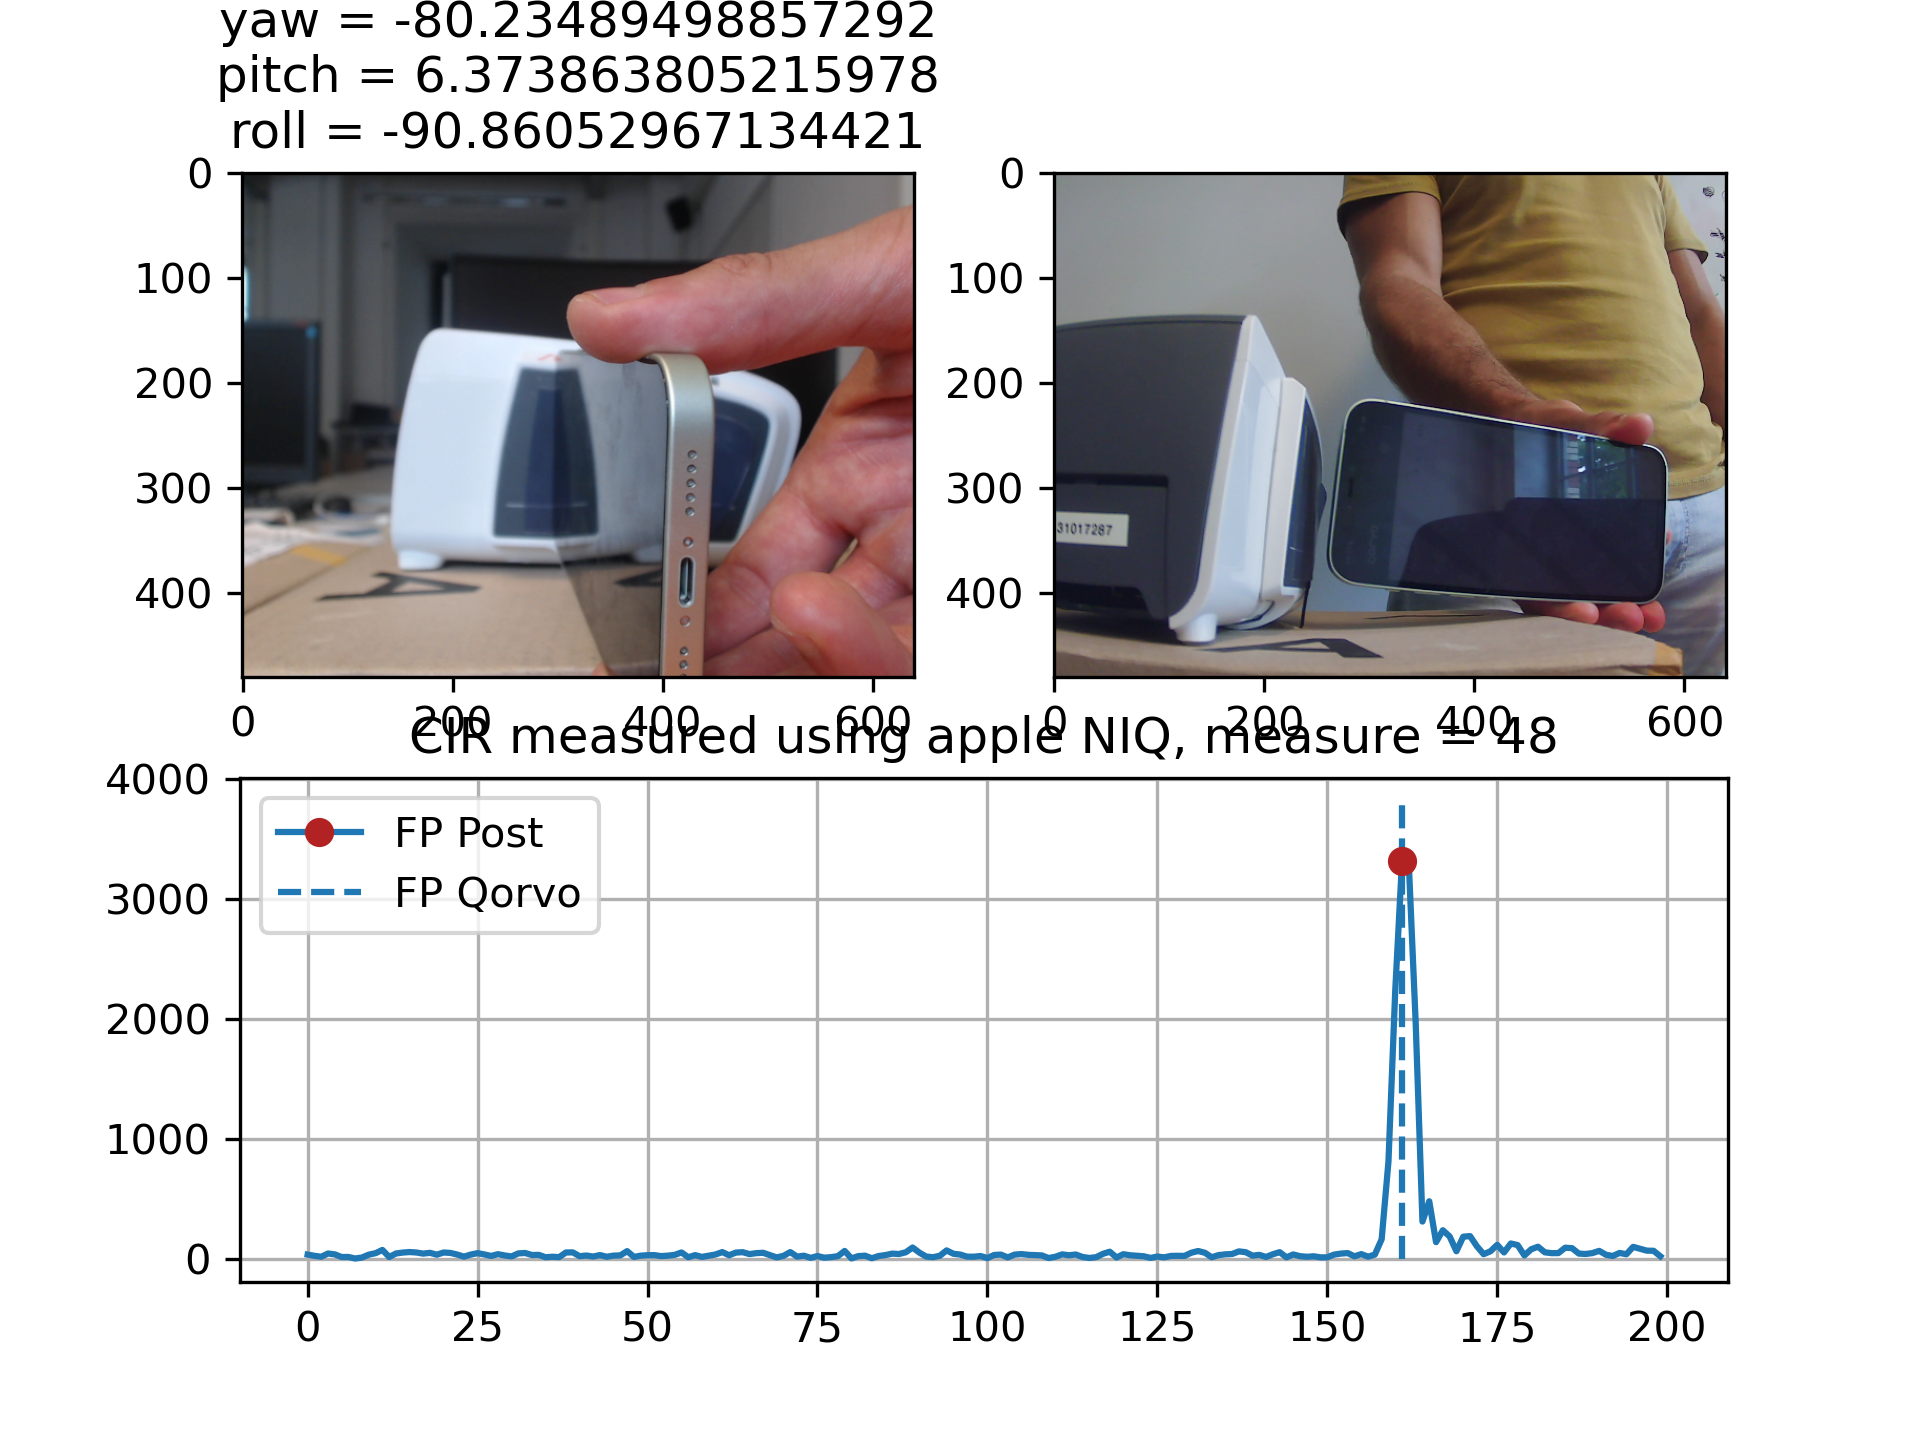 yaw = -80.23489498857292
pitch = 6.373863805215978
roll = -90.86052967134421
0
100
200
300
400
0 200 400 600
0
100
200
300
400
31017287
0 200 400 600
CIR measured using apple NIQ, measure = 48
4000
3000
2000
1000
0
FP Post
FP Qorvo
0 25 50 75 100 125 150 175 200